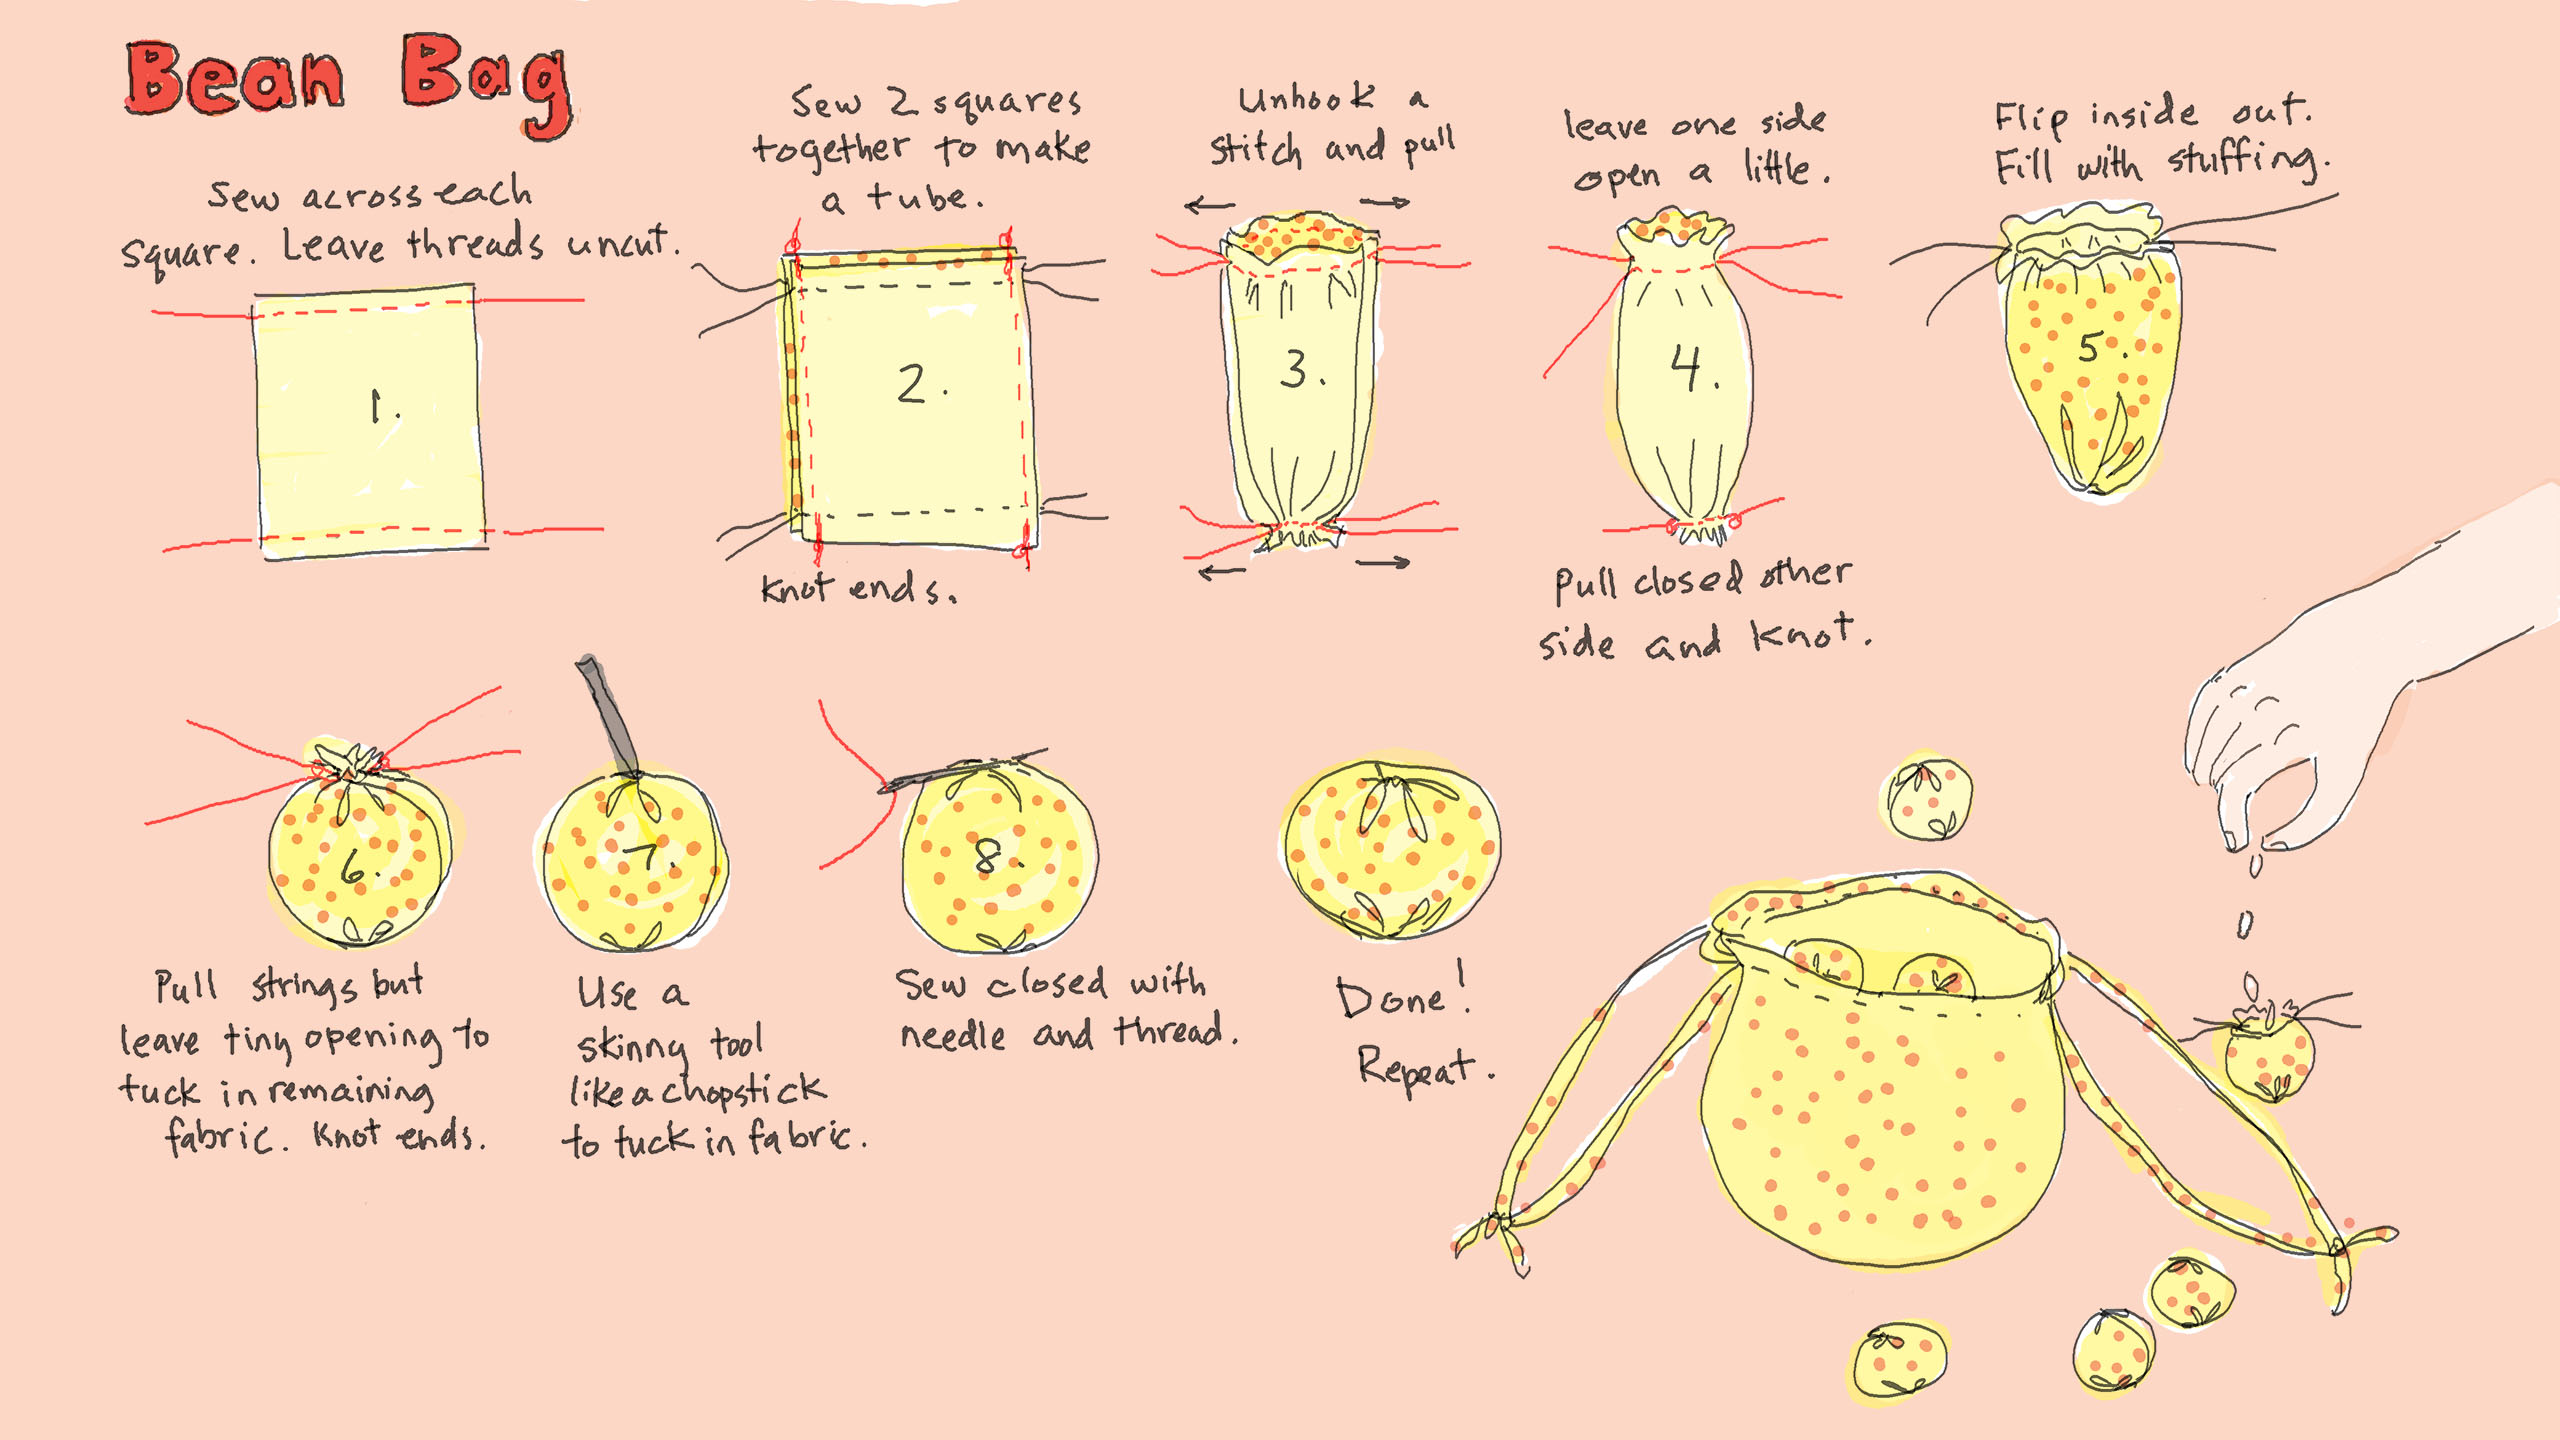 Bean Bag
Sew across each
square. Leave threads uncut.
1.
Sew 2 squares
together to make
a tube.
2.
Knot ends.
Unhook a
stitch and pull
3.
leave one side
open a little.
4.
Pull closed other
side and Knot.
Flip inside out.
Fill with stuffing.
5.
6.
Pull strings but
leave tiny opening to
tuck in remaining
fabric. Knot ends.
7.
Use a
skinny tool
like a chopstick
to tuck in fabric.
8.
Sew closed with
needle and thread.
Done!
Repeat.